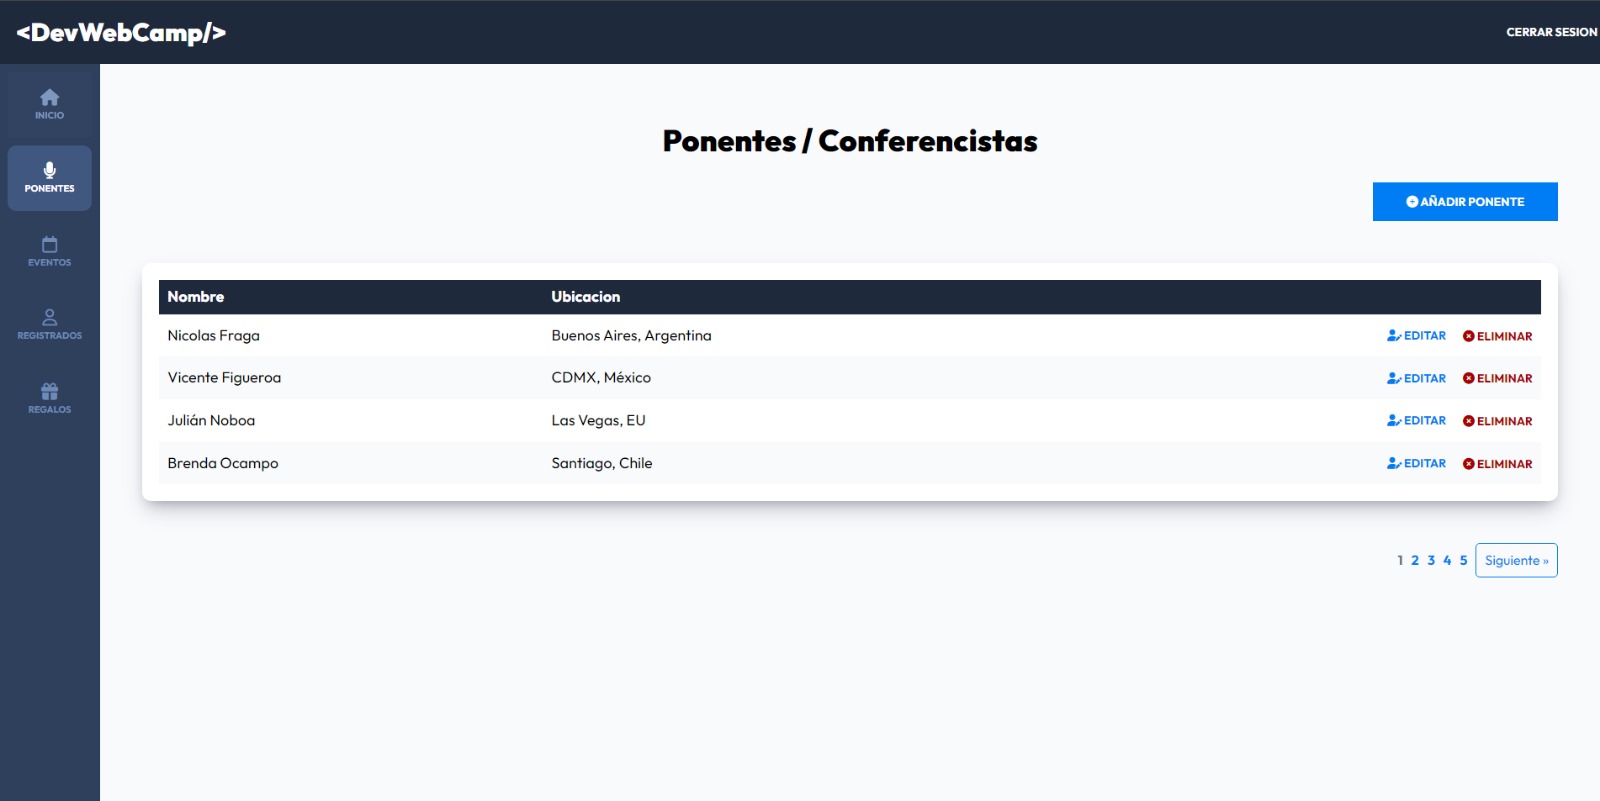 <DevWebCamp/>
CERRAR SESION
INICIO
PONENTES
EVENTOS
REGISTRADOS
REGALOS
Ponentes / Conferencistas
AÑADIR PONENTE
Nombre Ubicacion
Nicolas Fraga Buenos Aires, Argentina EDITAR ELIMINAR
Vicente Figueroa CDMX, México EDITAR ELIMINAR
Julián Noboa Las Vegas, EU EDITAR ELIMINAR
Brenda Ocampo Santiago, Chile EDITAR ELIMINAR
1 2 3 4 5 Siguiente »